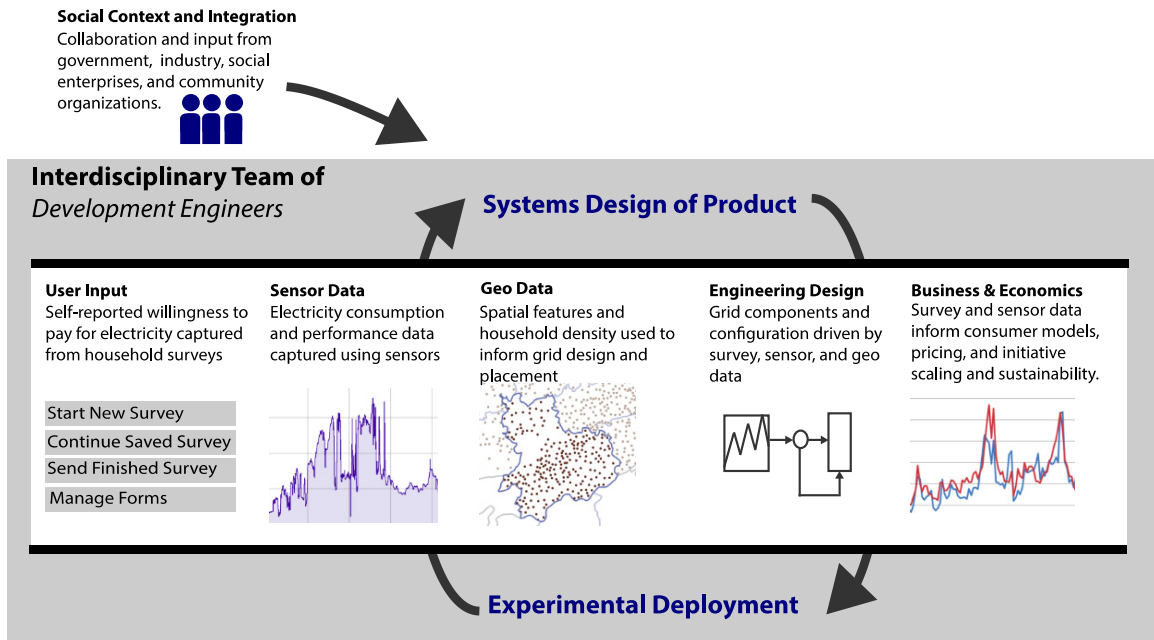 Social Context and Integration
Collaboration and input from
government, industry, social
enterprises, and community
organizations.
Interdisciplinary Team of
Development Engineers
Systems Design of Product
User Input
Self-reported willingness to
pay for electricity captured
from household surveys
Start New Survey
Continue Saved Survey
Send Finished Survey
Manage Forms
Sensor Data
Electricity consumption
and performance data
captured using sensors
Geo Data
Spatial features and
household density used to
inform grid design and
placement
Engineering Design
Grid components and
configuration driven by
survey, sensor, and geo
data
Business & Economics
Survey and sensor data
inform consumer models,
pricing, and initiative
scaling and sustainability.
Experimental Deployment